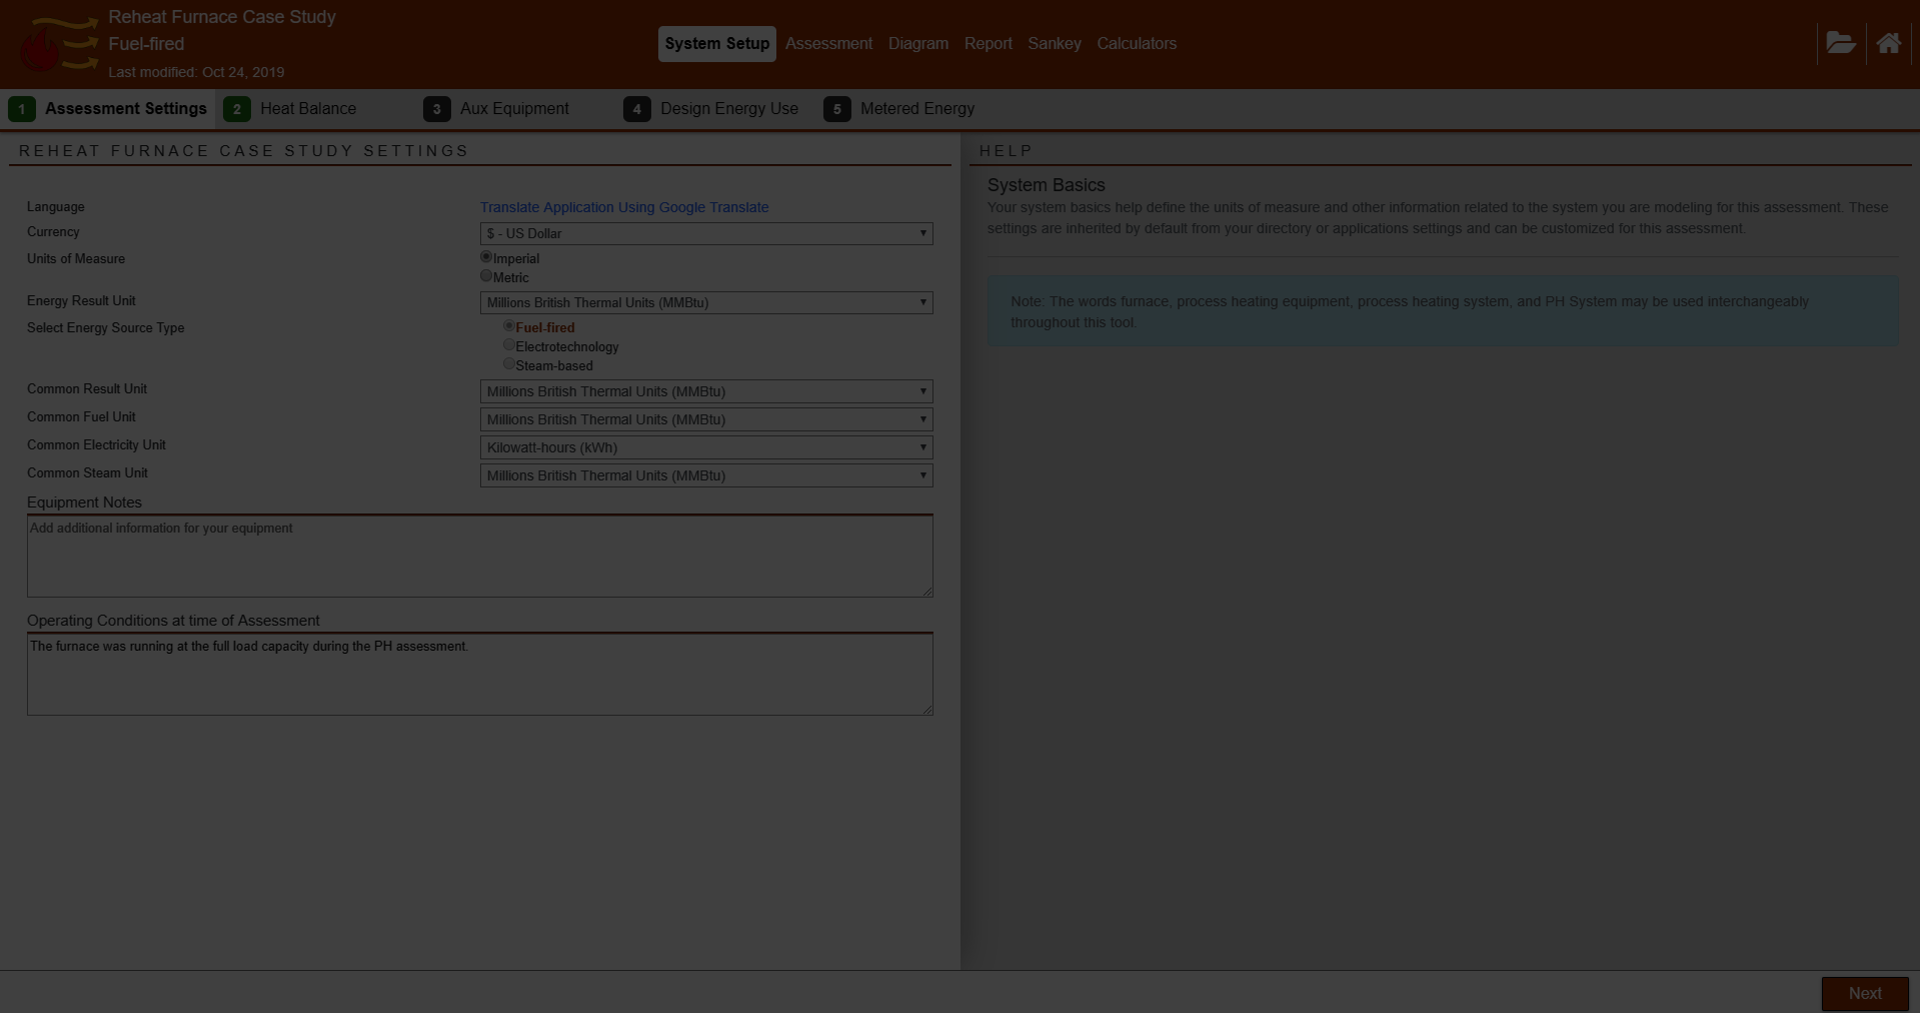 Reheat Furnace Case Study
Fuel-fired
Last modified: Oct 24, 2019
System Setup Assessment Diagram Report Sankey Calculators
1 Assessment Settings 2 Heat Balance 3 Aux Equipment 4 Design Energy Use 5 Metered Energy
REHEAT FURNACE CASE STUDY SETTINGS
Language Translate Application Using Google Translate
Currency $ - US Dollar
Units of Measure Imperial
Metric
Energy Result Unit Millions British Thermal Units (MMBtu)
Select Energy Source Type Fuel-fired
Electrotechnology
Steam-based
Common Result Unit Millions British Thermal Units (MMBtu)
Common Fuel Unit Millions British Thermal Units (MMBtu)
Common Electricity Unit Kilowatt-hours (kWh)
Common Steam Unit Millions British Thermal Units (MMBtu)
Equipment Notes
Add additional information for your equipment
Operating Conditions at time of Assessment
The furnace was running at the full load capacity during the PH assessment.
HELP
System Basics
Your system basics help define the units of measure and other information related to the system you are modeling for this assessment. These
settings are inherited by default from your directory or applications settings and can be customized for this assessment.
Note: The words furnace, process heating equipment, process heating system, and PH System may be used interchangeably
throughout this tool.
Next